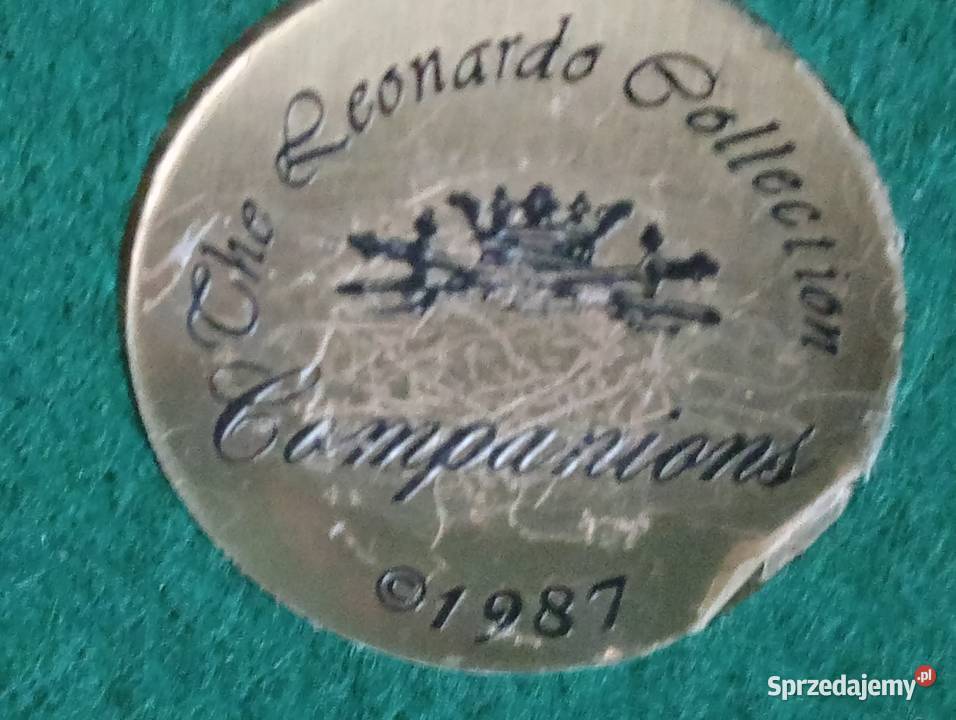 The Leonardo Collection
Companions
©1987
Sprzedajemy.pl